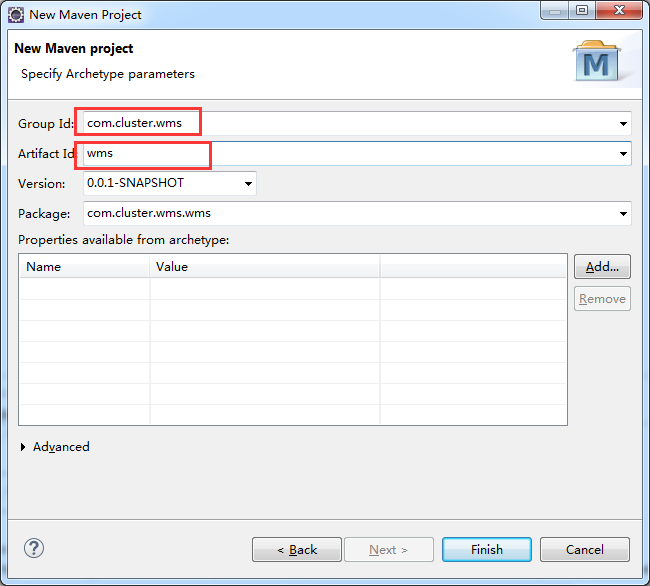 New Maven Project
New Maven project
Specify Archetype parameters
M
Group Id: com.cluster.wms
Artifact Id: wms
Version: 0.0.1-SNAPSHOT
Package: com.cluster.wms.wms
Properties available from archetype:
Name Value
Add...
Remove
Advanced
? < Back Next > Finish Cancel